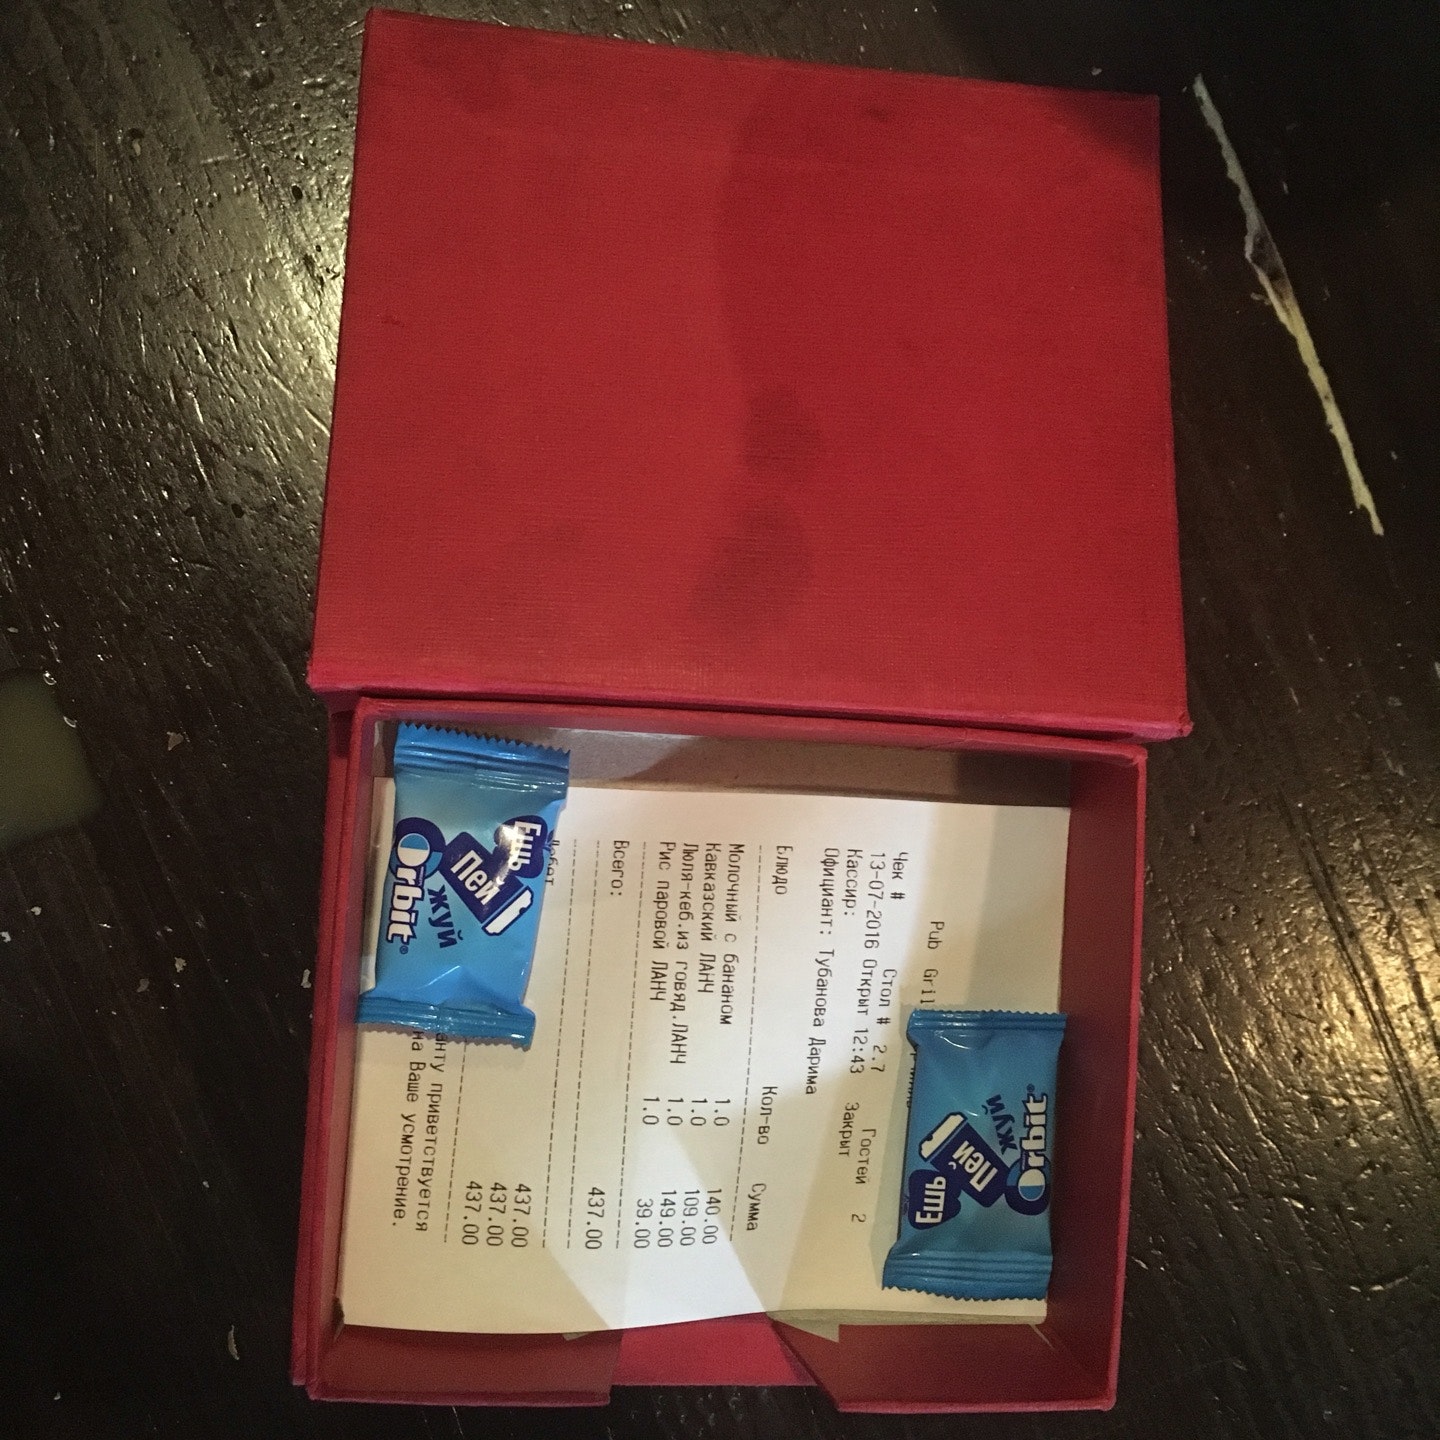 Pub Gril
Чек # Стол # 2.7 Гостей 2
13-07-2016 Открыт 12:43 Закрыт
Кассир:
Официант: Тубанова Дарима
Блюдо Кол-во Сумма
Молочный с бананом 1.0 140.00
Кавказский ЛАНЧ 1.0 109.00
Люля-кеб.из говяд.ЛАНЧ 1.0 149.00
Рис паровой ЛАНЧ 1.0 39.00
Всего: 437.00
437.00
437.00
437.00
анту приветствуется
на Ваше усмотрение.
Ешь
Пей
жуй
Orbit®
Ешь
Пей
жуй
Orbit®